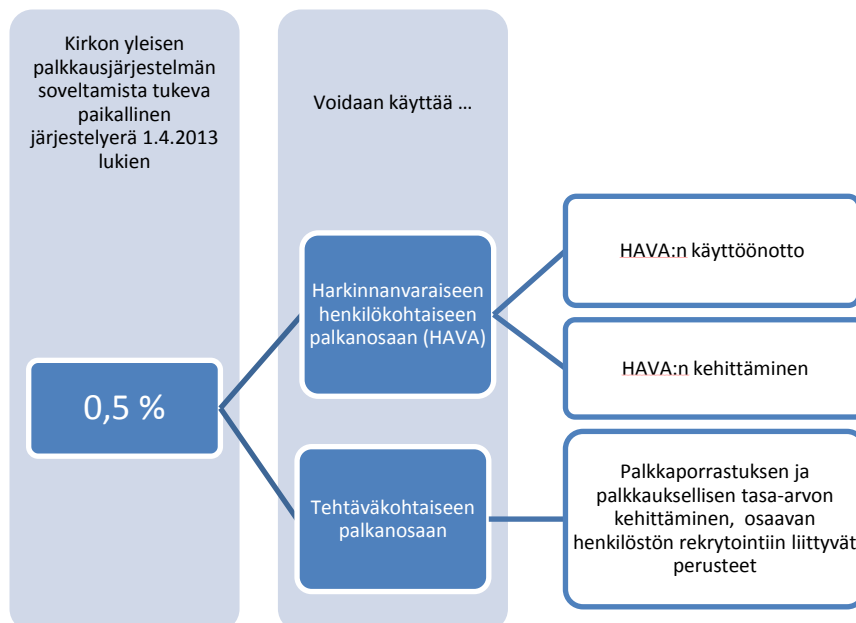 Kirkon yleisen
palkkausjärjestelmän
soveltamista tukeva
paikallinen
järjestelyerä 1.4.2013
lukien
Voidaan käyttää ...
0,5 %
Harkinnanvaraiseen
henkilökohtaiseen
palkanosaan (HAVA)
Tehtäväkohtaiseen
palkanosaan
HAVA:n käyttöönotto
HAVA:n kehittäminen
Palkkaporrastuksen ja
palkkauksellisen tasa-arvon
kehittäminen, osaavan
henkilöstön rekrytointiin liittyvät
perusteet